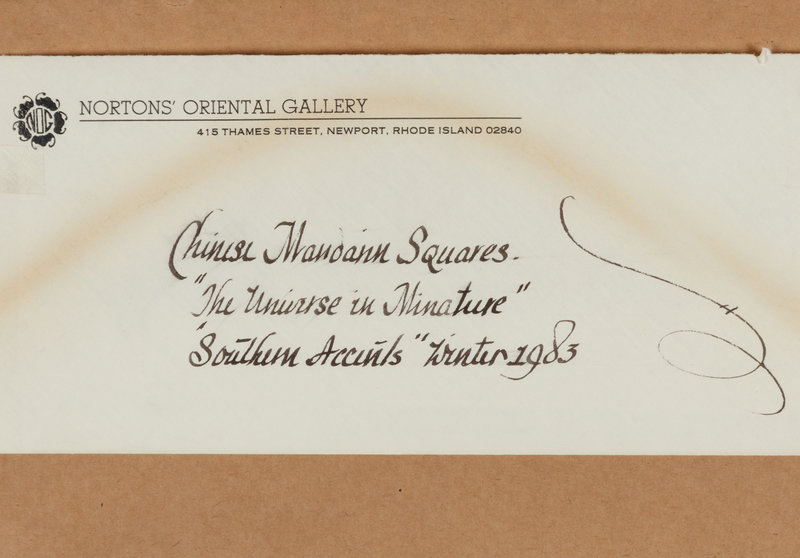 NOG
NORTONS' ORIENTAL GALLERY
415 THAMES STREET, NEWPORT, RHODE ISLAND 02840
Chinese Mandarin Squares.
"The Universe in Minature"
"Southern Accents" Winter 1983